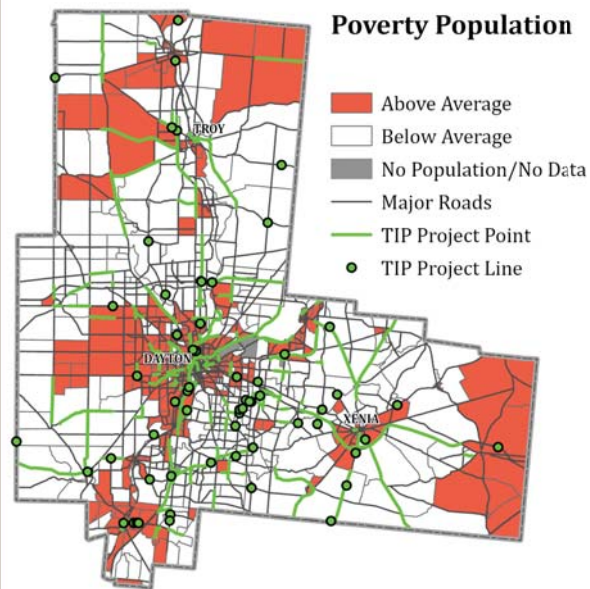 Poverty Population
Above Average
Below Average
No Population/No Data
Major Roads
TIP Project Point
TIP Project Line
TROY
DAYTON
XENIA